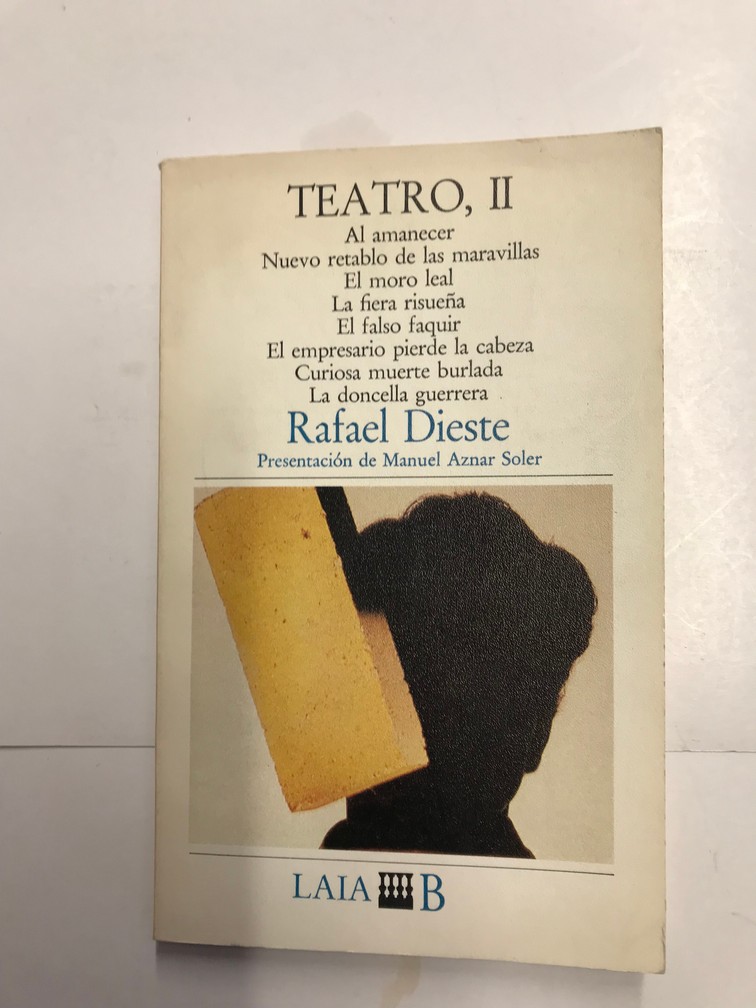 TEATRO, II
Al amanecer
Nuevo retablo de las maravillas
El moro leal
La fiera risueña
El falso faquir
El empresario pierde la cabeza
Curiosa muerte burlada
La doncella guerrera
Rafael Dieste
Presentación de Manuel Aznar Soler
LAIA B